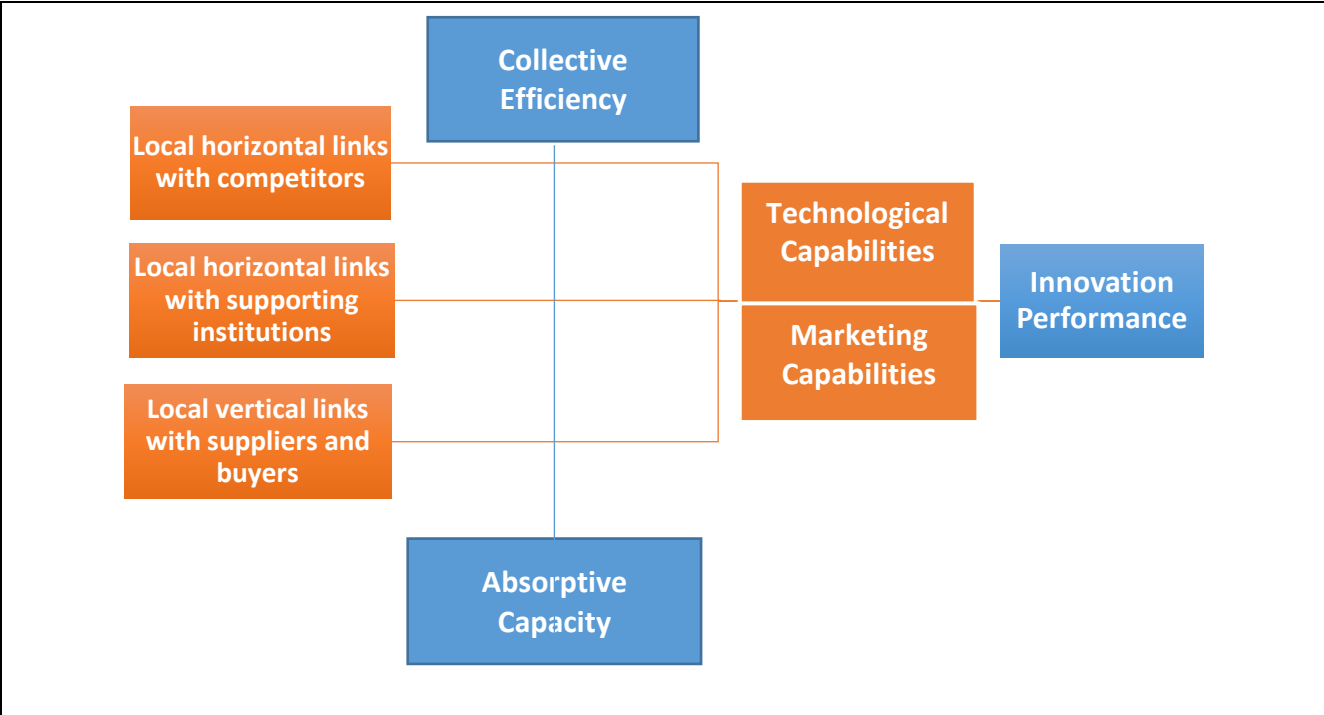 Collective
Efficiency
Local horizontal links
with competitors
Local horizontal links
with supporting
institutions
Local vertical links
with suppliers and
buyers
Technological
Capabilities
Marketing
Capabilities
Innovation
Performance
Absorptive
Capacity